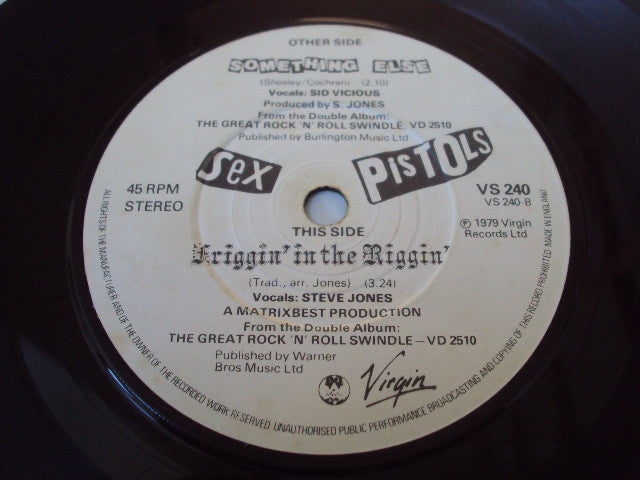 OTHER SIDE
SOMETHING ELSE
(Sheeley/Cochran) (2.10)
Vocals: SID VICIOUS
Produced by S. JONES
From the Double Album:
THE GREAT ROCK 'N' ROLL SWINDLE, VD 2510
Published by Burlington Music Ltd
Sex PISTOLS
45 RPM
STEREO
VS 240
VS 240-B
THIS SIDE
℗ 1979 Virgin
Records Ltd
Friggin' in the Riggin'
(Trad., arr. Jones) (3.24)
Vocals: STEVE JONES
A MATRIXBEST PRODUCTION
From the Double Album:
THE GREAT ROCK 'N' ROLL SWINDLE—VD 2510
Published by Warner
Bros Music Ltd
Virgin
ALL RIGHTS OF THE MANUFACTURER AND OF THE OWNER OF THE RECORDED WORK RESERVED UNAUTHORISED PUBLIC PERFORMANCE BROADCASTING AND COPYING OF THIS RECORD PROHIBITED MADE IN ENGLAND